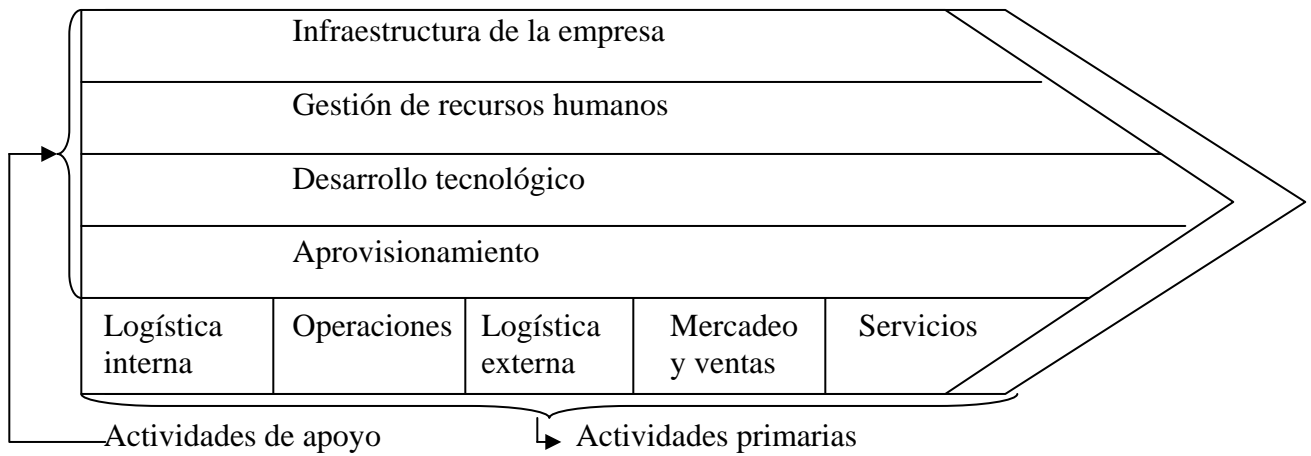 Infraestructura de la empresa
Gestión de recursos humanos
Desarrollo tecnológico
Aprovisionamiento
Logística
interna
Operaciones
Logística
externa
Mercadeo
y ventas
Servicios
Actividades de apoyo
Actividades primarias